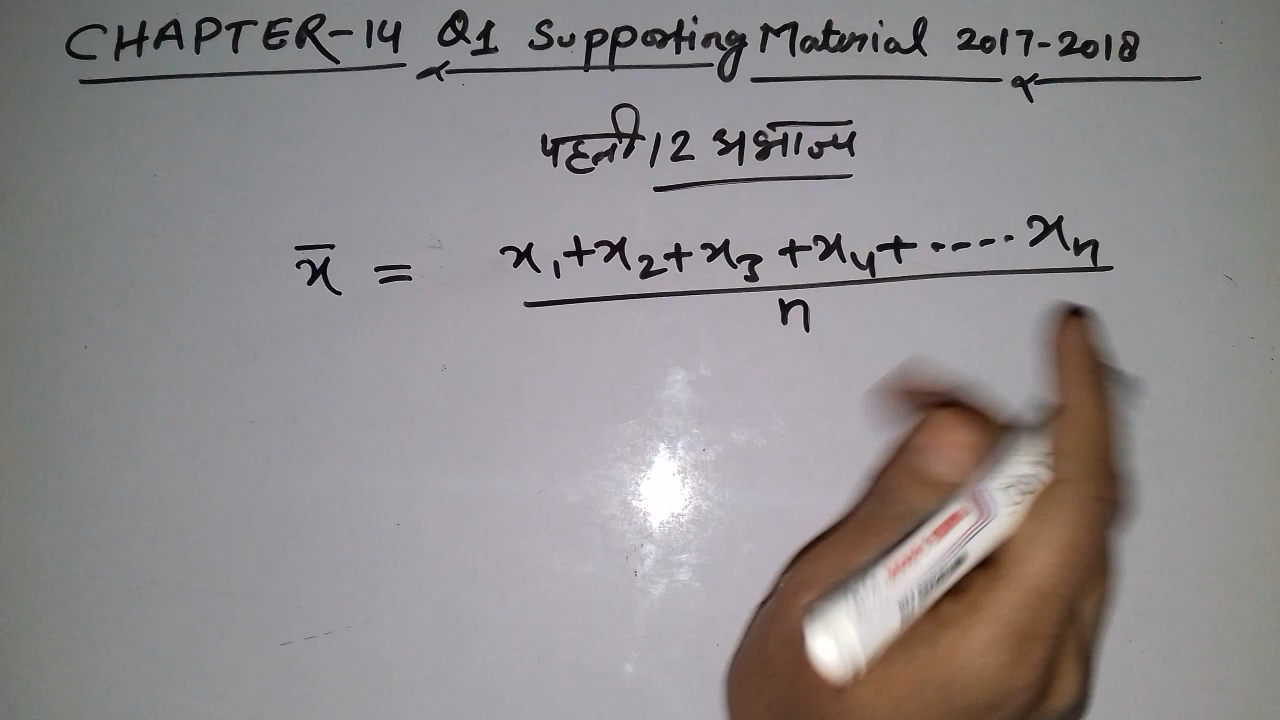 CHAPTER-14 Q1 Supporting Material 2017-2018
पहली 12 अभाज्य
x̄ = x₁+x₂+x₃+x₄+.....xₙ
n